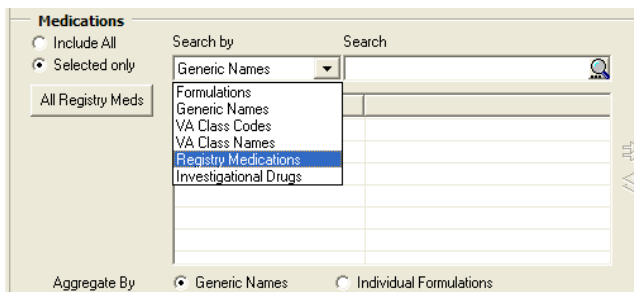 Medications
Include All
Search by
Search
Selected only
Generic Names
All Registry Meds
Formulations
Generic Names
VA Class Codes
VA Class Names
Registry Medications
Investigational Drugs
Aggregate By
Generic Names
Individual Formulations